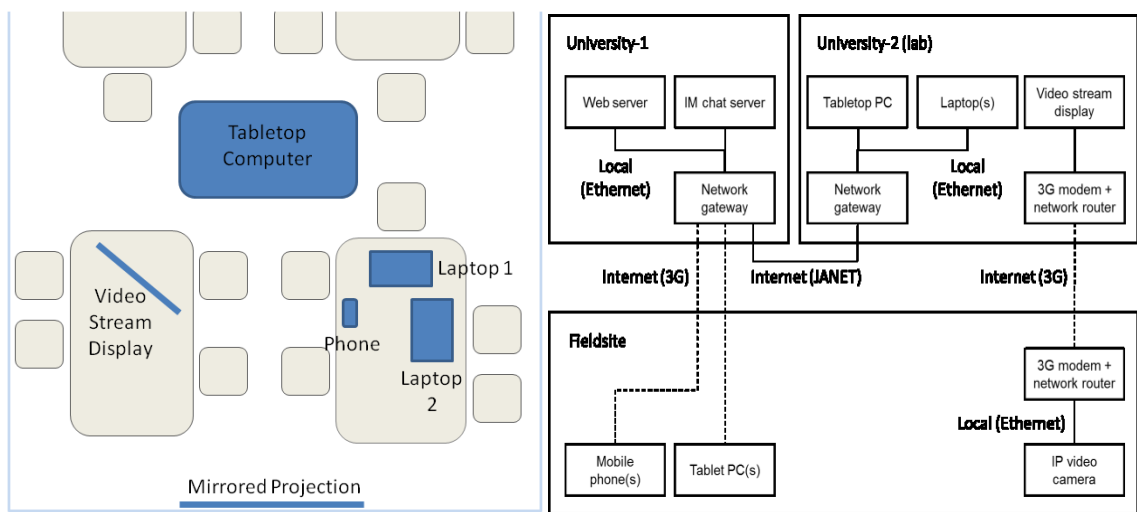 Tabletop
Computer
Laptop 1
Video
Stream
Display
Phone
Laptop
2
Mirrored Projection
University-1
Web server
IM chat server
Local
(Ethernet)
Network
gateway
University-2 (lab)
Tabletop PC
Laptop(s)
Video stream
display
Local
(Ethernet)
Network
gateway
3G modem +
network router
Internet (3G)
Internet (JANET)
Internet (3G)
Fieldsite
3G modem +
network router
Local (Ethernet)
Mobile
phone(s)
Tablet PC(s)
IP video
camera